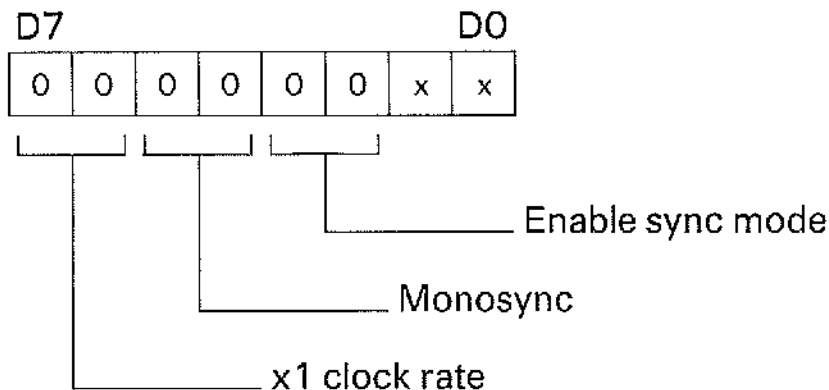 D7 D0
0 0 0 0 0 0 x x
Enable sync mode
Monosync
x1 clock rate